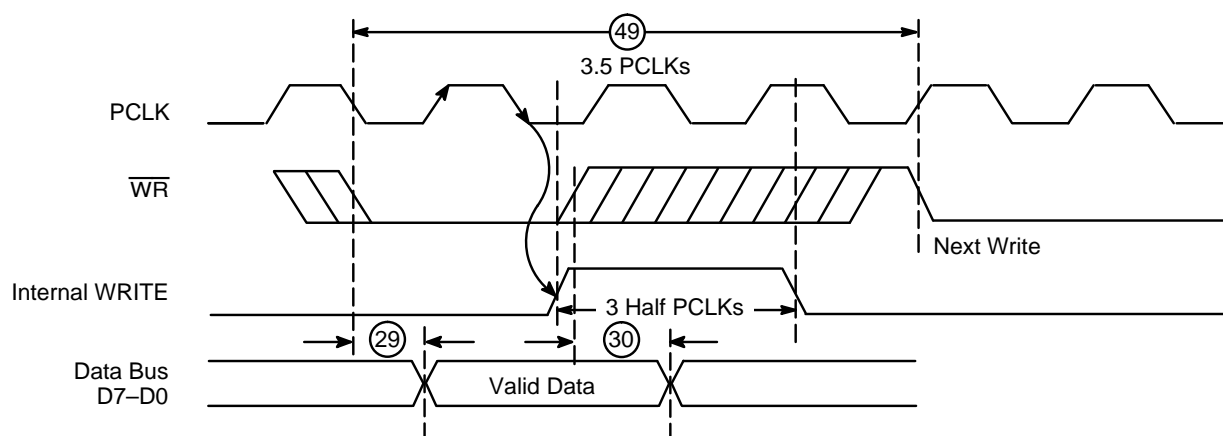 49
3.5 PCLKs
PCLK
WR
Next Write
Internal WRITE
3 Half PCLKs
29
30
Data Bus
D7–D0
Valid Data